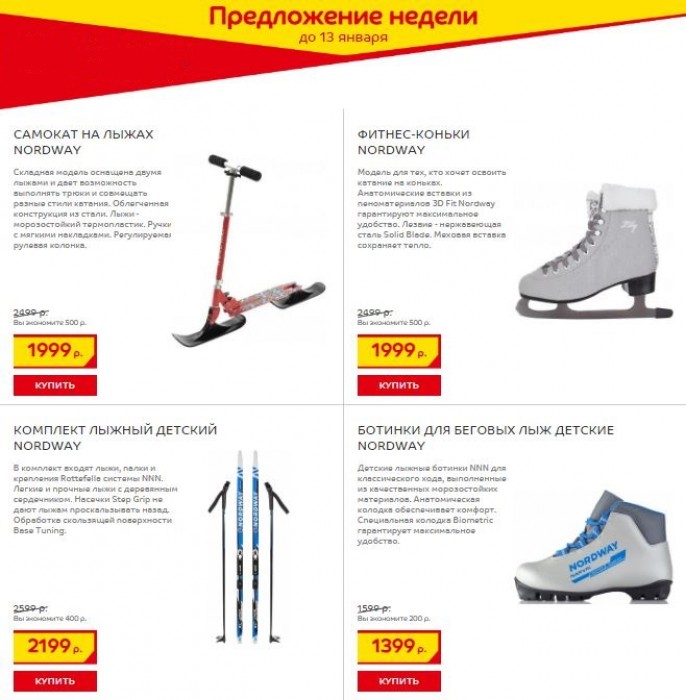 Предложение недели
до 13 января
САМОКАТ НА ЛЫЖАХ
NORDWAY
Складная модель оснащена двумя
лыжами и дает возможность
выполнять трюки и совмещать
разные стили катания. Облегченная
конструкция из стали. Лыжи -
морозостойкий термопластик. Ручки
с мягкими накладками. Регулируемая
рулевая колонка.
2499 р.
Вы экономите 500 р.
1999 р.
КУПИТЬ
ФИТНЕС-КОНЬКИ
NORDWAY
Модель для тех, кто хочет освоить
катание на коньках.
Анатомические вставки из
пеноматериалов 3D Fit Nordway
гарантируют максимальное
удобство. Лезвие - нержавеющая
сталь Solid Blade. Меховая вставка
сохраняет тепло.
2499 р.
Вы экономите 500 р.
1999 р.
КУПИТЬ
КОМПЛЕКТ ЛЫЖНЫЙ ДЕТСКИЙ
NORDWAY
В комплект входят лыжи, палки и
крепления Rottefella системы NNN.
Легкие и прочные лыжи с деревянным
сердечником. Насечки Step Grip не
дают лыжам проскальзывать назад.
Обработка скользящей поверхности
Base Tuning.
NORDWAY
NORDWAY
2599 р.
Вы экономите 400 р.
2199 р.
КУПИТЬ
БОТИНКИ ДЛЯ БЕГОВЫХ ЛЫЖ ДЕТСКИЕ
NORDWAY
Детские лыжные ботинки NNN для
классического хода, выполненные
из качественных морозостойких
материалов. Анатомическая
колодка обеспечивает комфорт.
Специальная колодка Biometric
гарантирует максимальное
удобство.
NORDWAY
1599 р.
Вы экономите 200 р.
1399 р.
КУПИТЬ